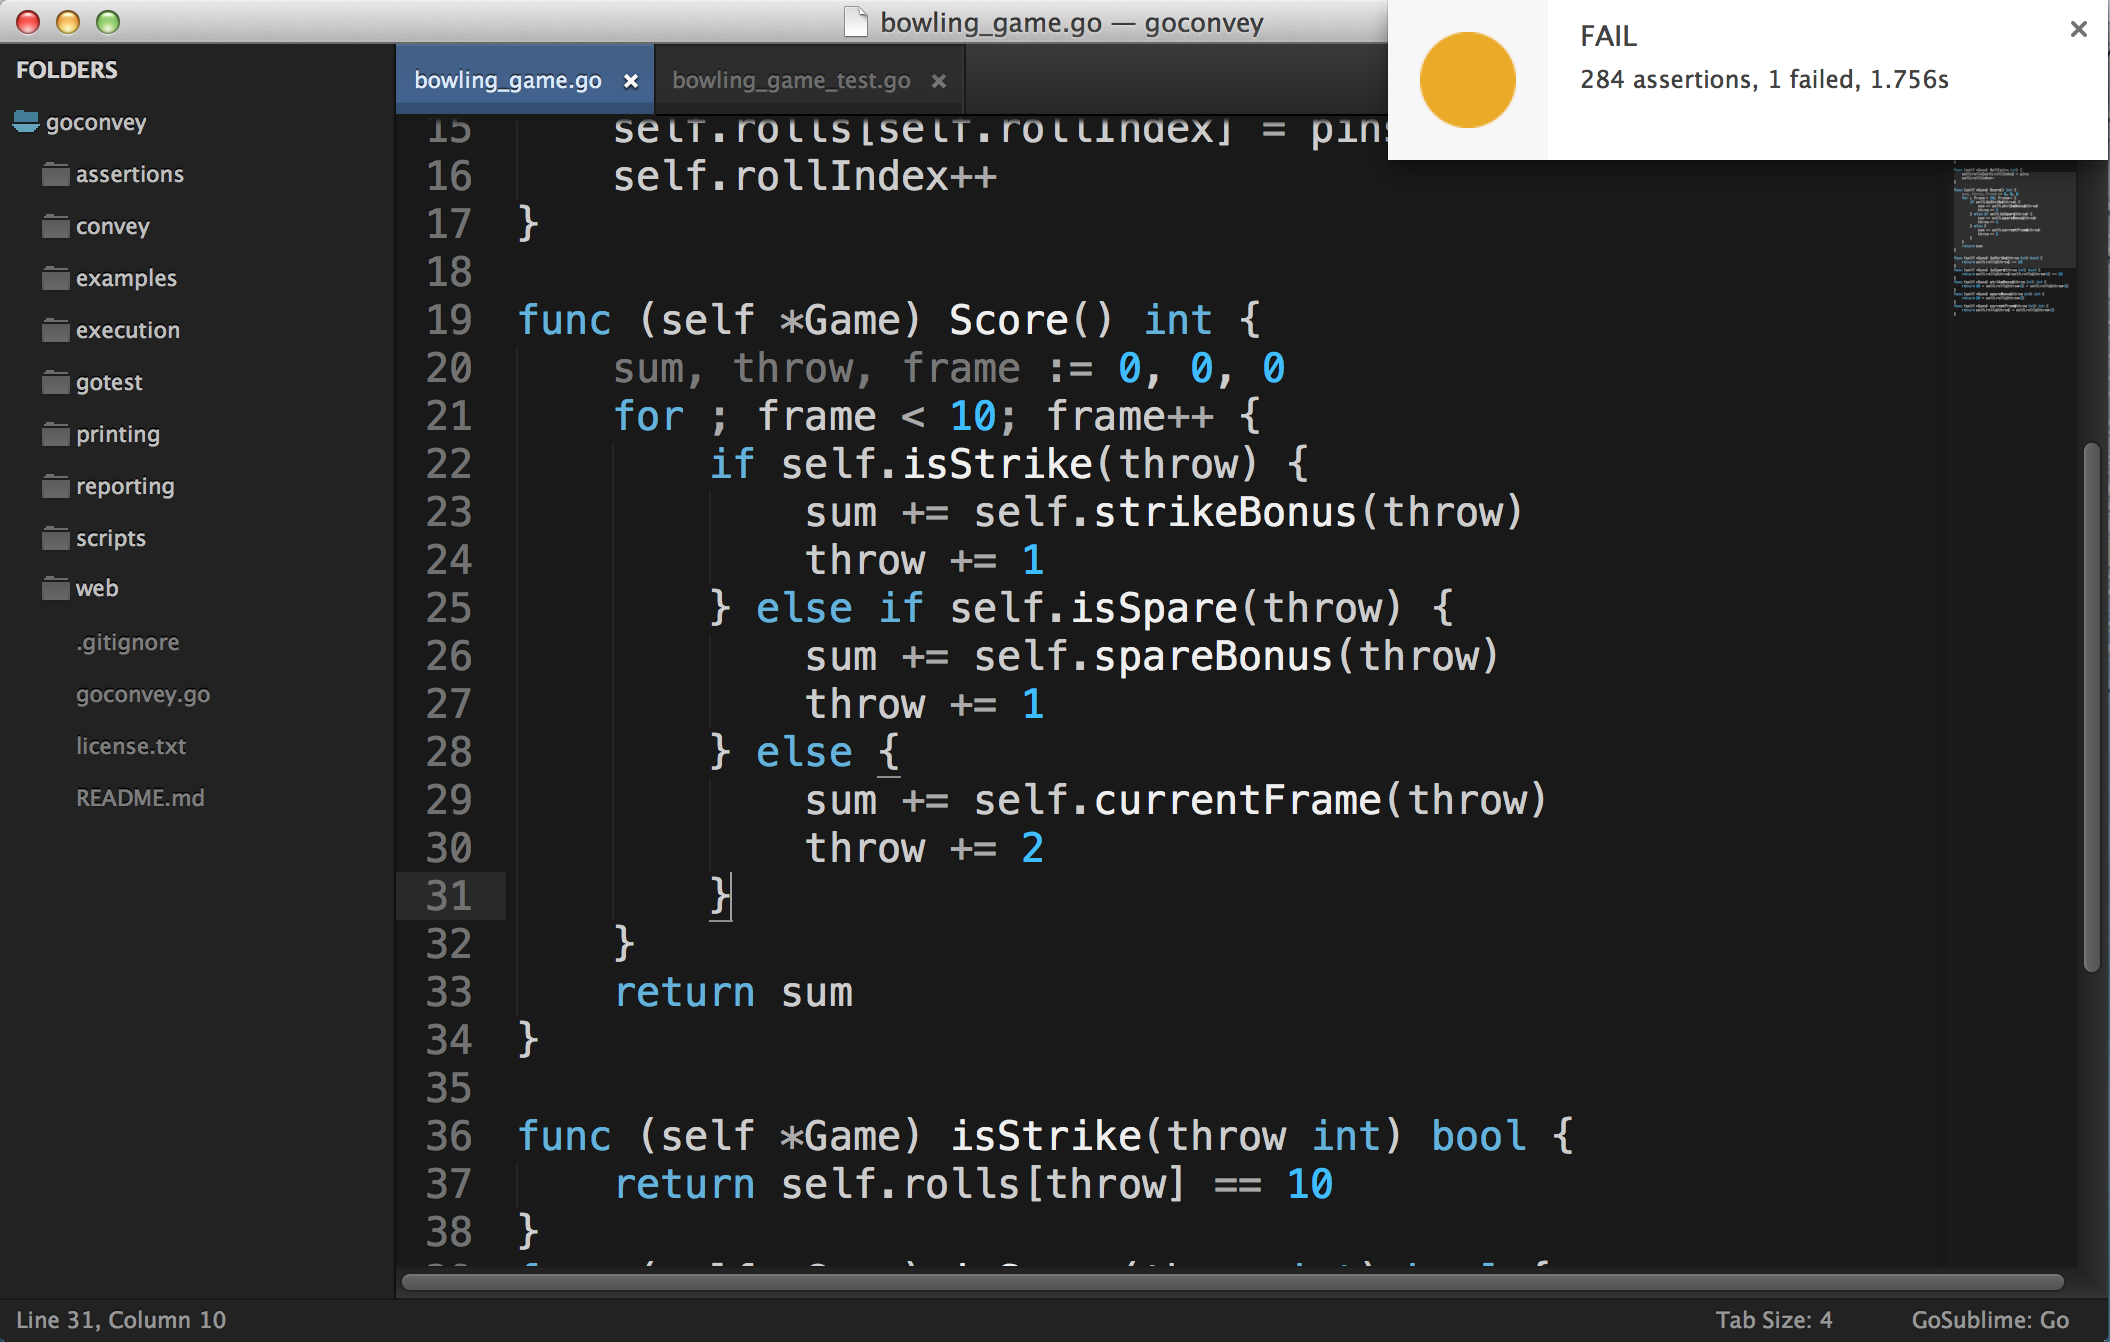 bowling_game.go — goconvey
FAIL
284 assertions, 1 failed, 1.756s
FOLDERS
goconvey
assertions
convey
examples
execution
gotest
printing
reporting
scripts
web
.gitignore
goconvey.go
license.txt
README.md
bowling_game.go ×
bowling_game_test.go ×
15 self.rolls[self.rollIndex] = pins
16 self.rollIndex++
17 }
18
19 func (self *Game) Score() int {
20 sum, throw, frame := 0, 0, 0
21 for ; frame < 10; frame++ {
22 if self.isStrike(throw) {
23 sum += self.strikeBonus(throw)
24 throw += 1
25 } else if self.isSpare(throw) {
26 sum += self.spareBonus(throw)
27 throw += 1
28 } else {
29 sum += self.currentFrame(throw)
30 throw += 2
31 }
32 }
33 return sum
34 }
35
36 func (self *Game) isStrike(throw int) bool {
37 return self.rolls[throw] == 10
38 }
Line 31, Column 10
Tab Size: 4
GoSublime: Go